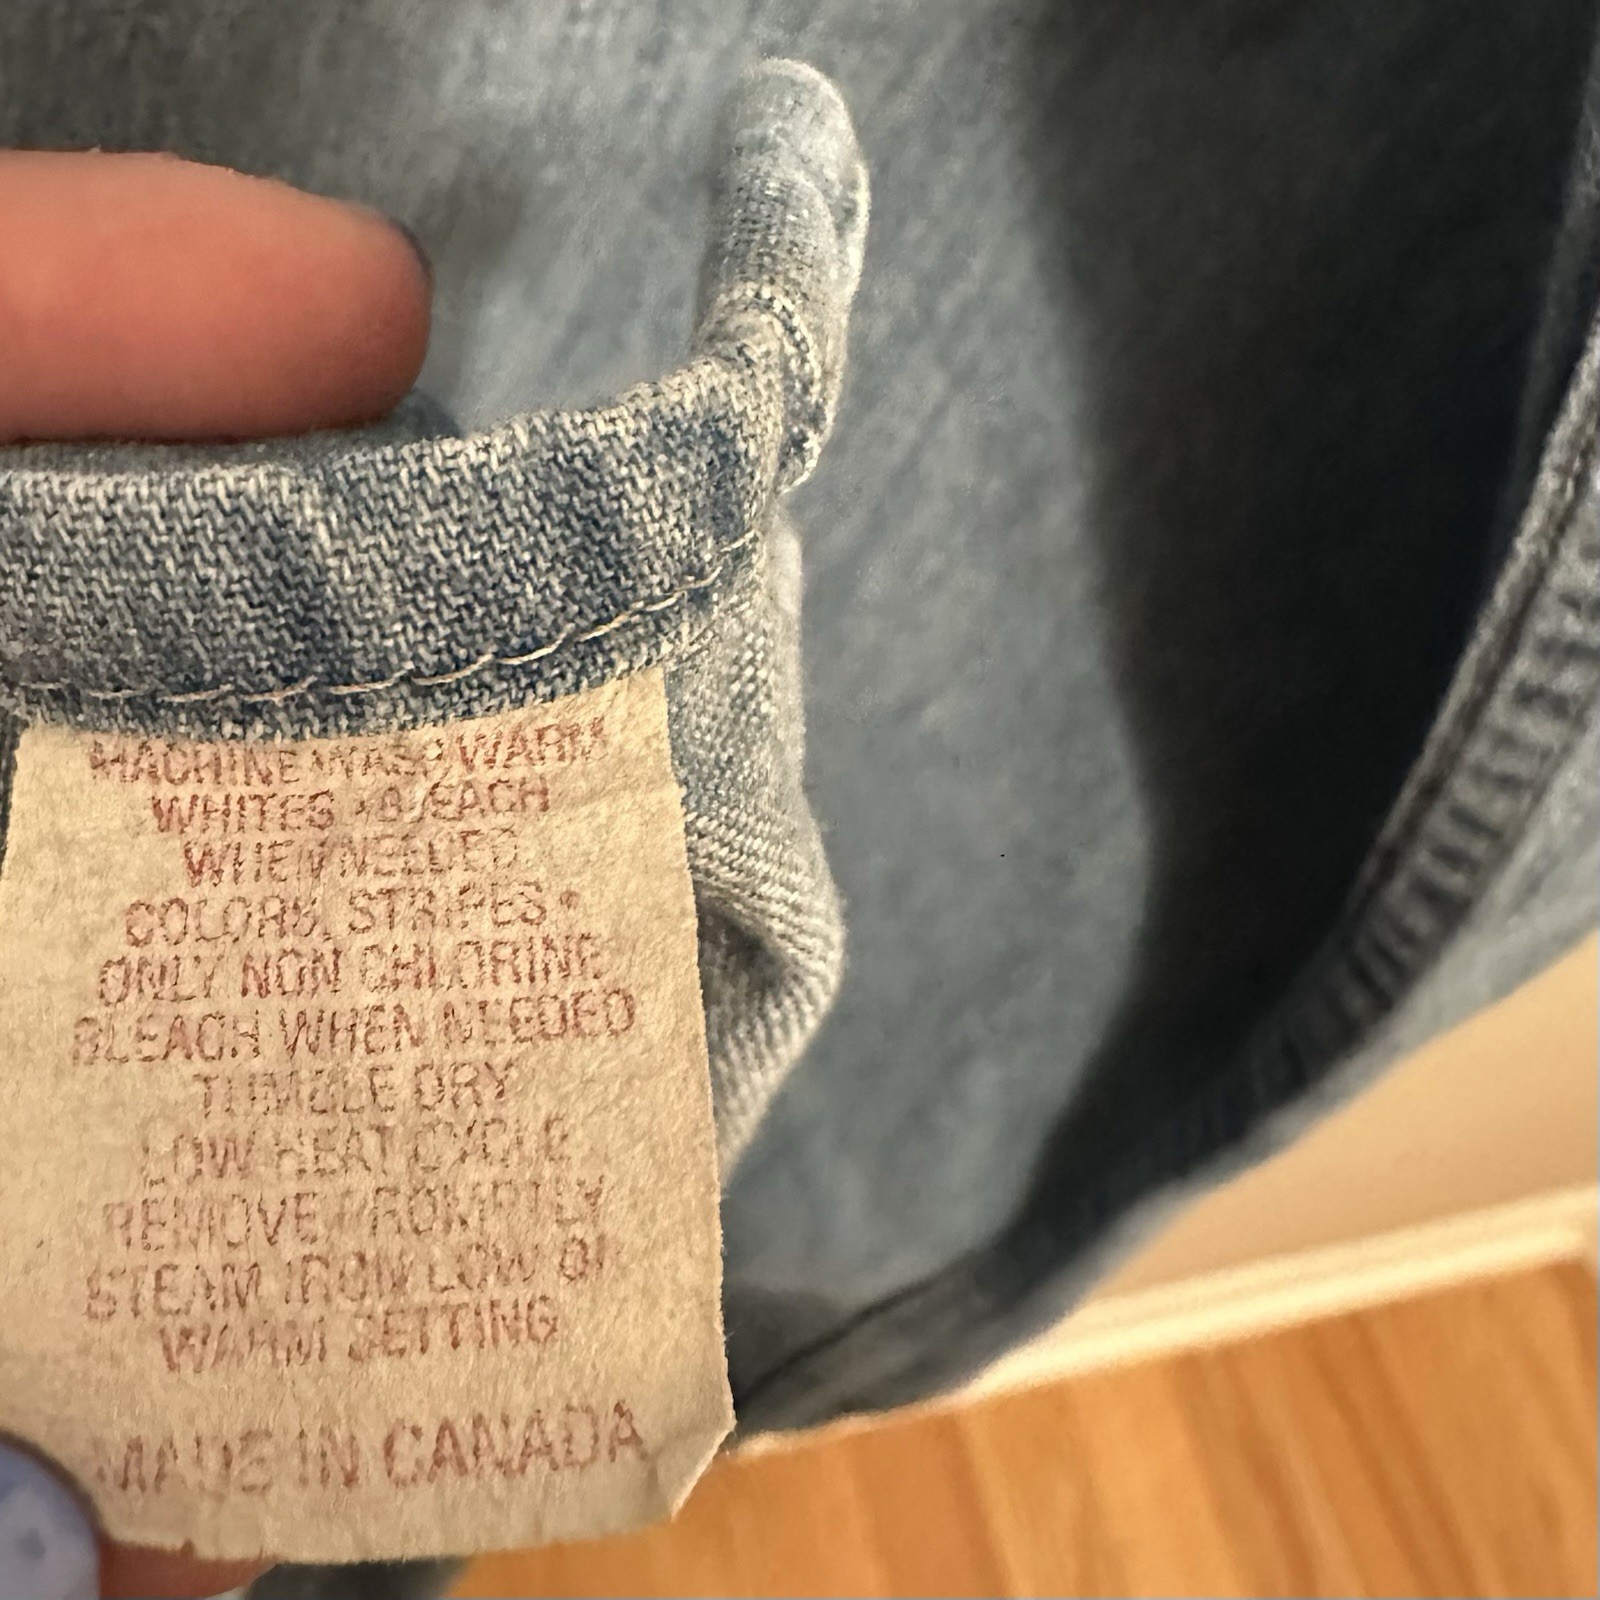 MACHINE WASH WARM
WHITES · BLEACH
WHEN NEEDED
COLORS, STRIPES ·
ONLY NON CHLORINE
BLEACH WHEN NEEDED
TUMBLE DRY
LOW HEAT CYCLE
REMOVE PROMPTLY
STEAM IRON LOW OR
WARM SETTING
MADE IN CANADA